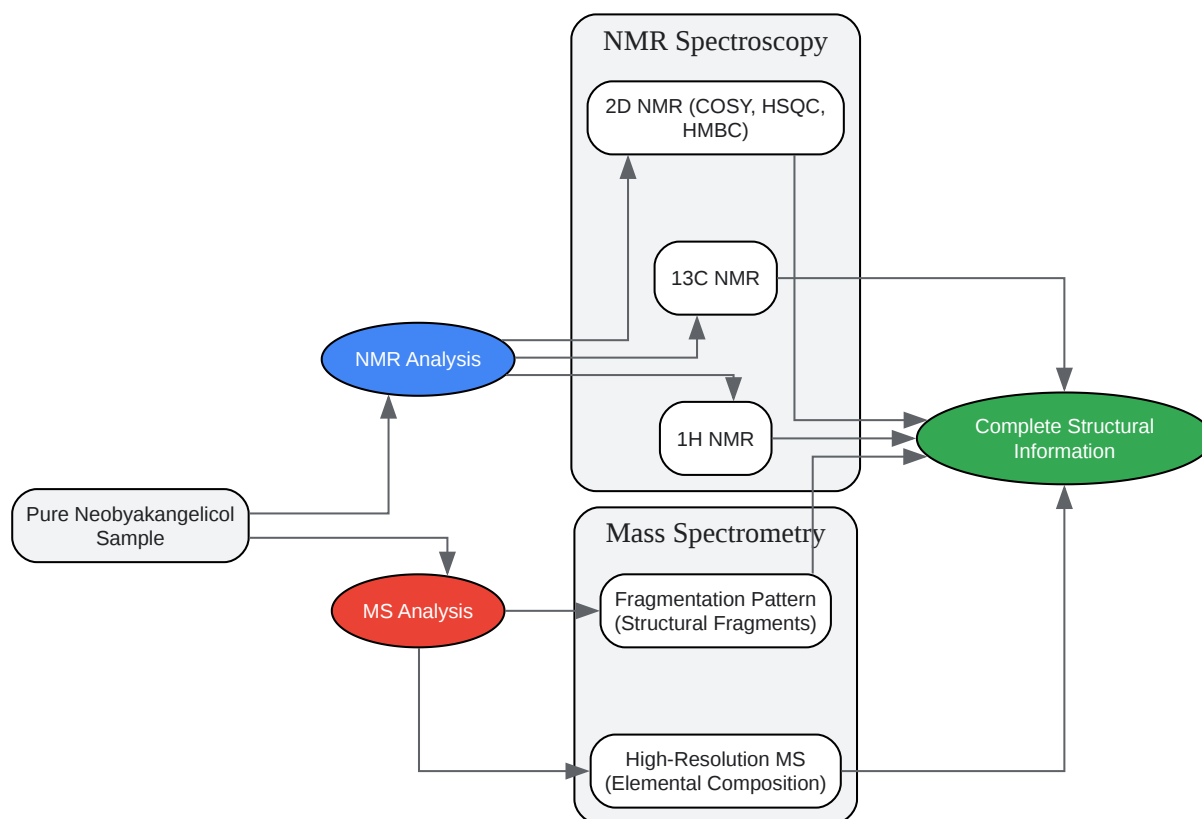 NMR Spectroscopy
2D NMR (COSY, HSQC,
HMBC)
13C NMR
NMR Analysis
1H NMR
Complete Structural
Information
Pure Neobyakangelicol
Sample
Mass Spectrometry
MS Analysis
Fragmentation Pattern
(Structural Fragments)
High-Resolution MS
(Elemental Composition)